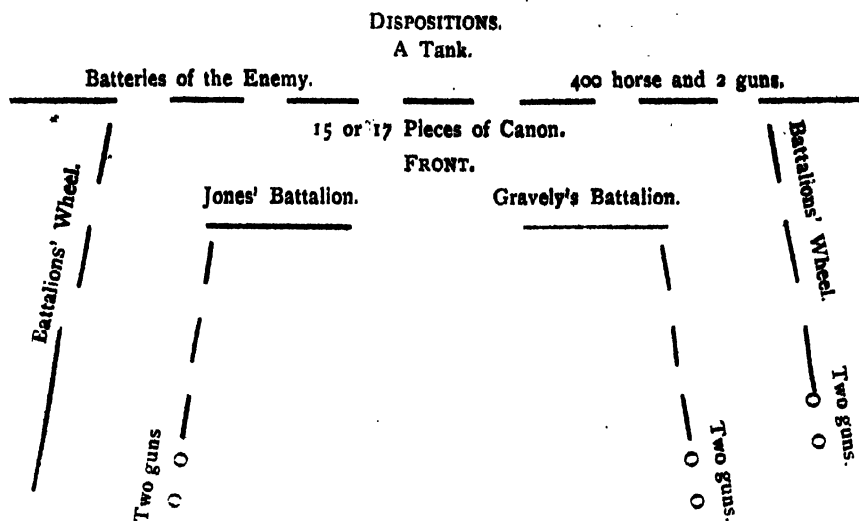 DISPOSITIONS.
A Tank.
Batteries of the Enemy.
400 horse and 2 guns.
15 or 17 Pieces of Canon.
FRONT.
Jones' Battalion.
Gravely's Battalion.
Battalions' Wheel.
Battalions' Wheel.
Two guns
Two guns.
Two guns.